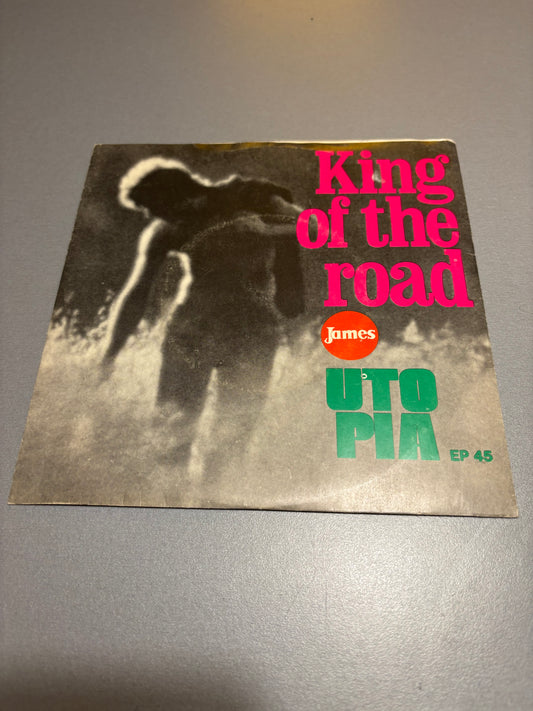 King
of the
road
James
UTO
PIA
EP 45